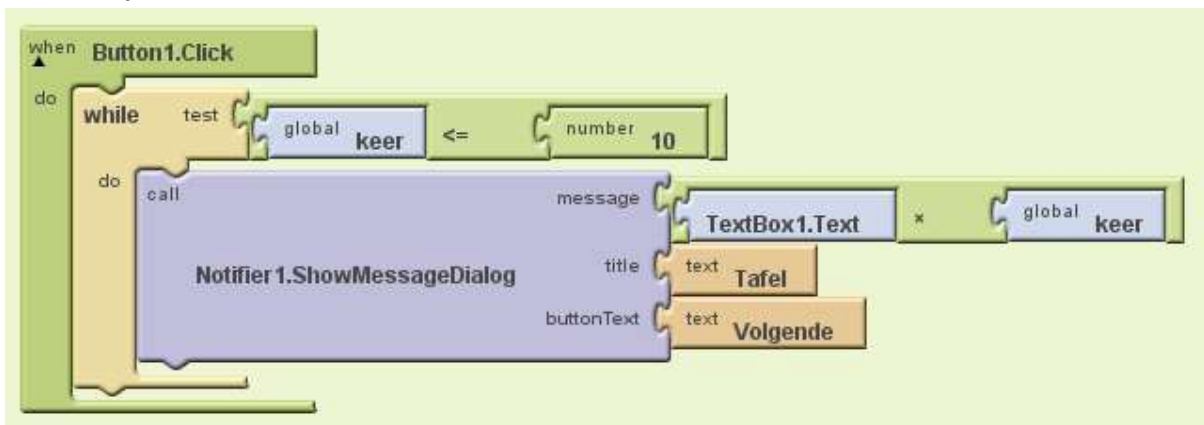 when Button1.Click
do while test global keer <= number 10
do call message TextBox1.Text × global keer
Notifier1.ShowMessageDialog title text Tafel
buttonText text Volgende